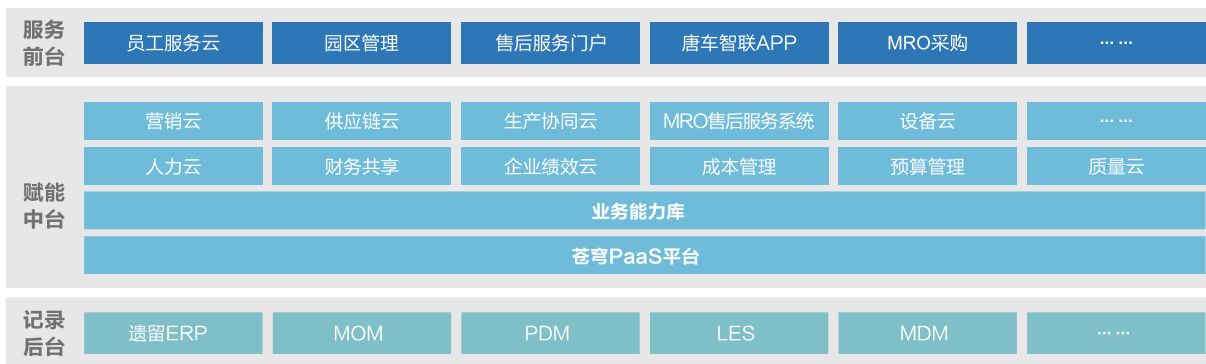 服务
前台
员工服务云
园区管理
售后服务门户
唐车智联APP
MRO采购
... ...
赋能
中台
营销云
供应链云
生产协同云
MRO售后服务系统
设备云
... ...
人力云
财务共享
企业绩效云
成本管理
预算管理
质量云
业务能力库
苍穹PaaS平台
记录
后台
遗留ERP
MOM
PDM
LES
MDM
... ...